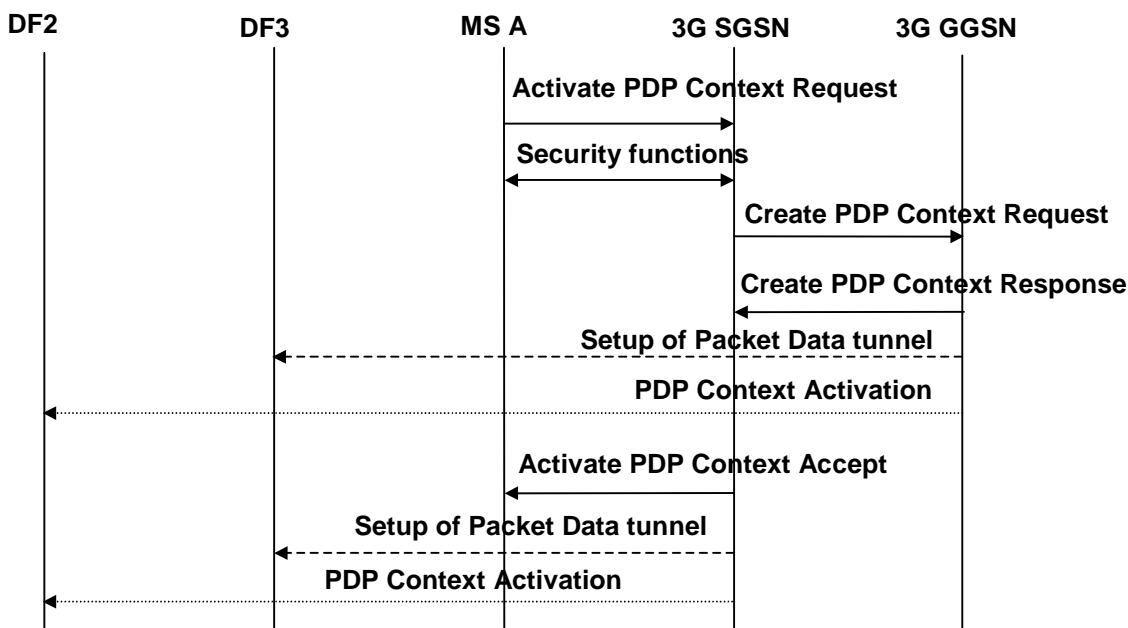 DF2
DF3
MS A
3G SGSN
3G GGSN
Activate PDP Context Request
Security functions
Create PDP Context Request
Create PDP Context Response
Setup of Packet Data tunnel
PDP Context Activation
Activate PDP Context Accept
Setup of Packet Data tunnel
PDP Context Activation